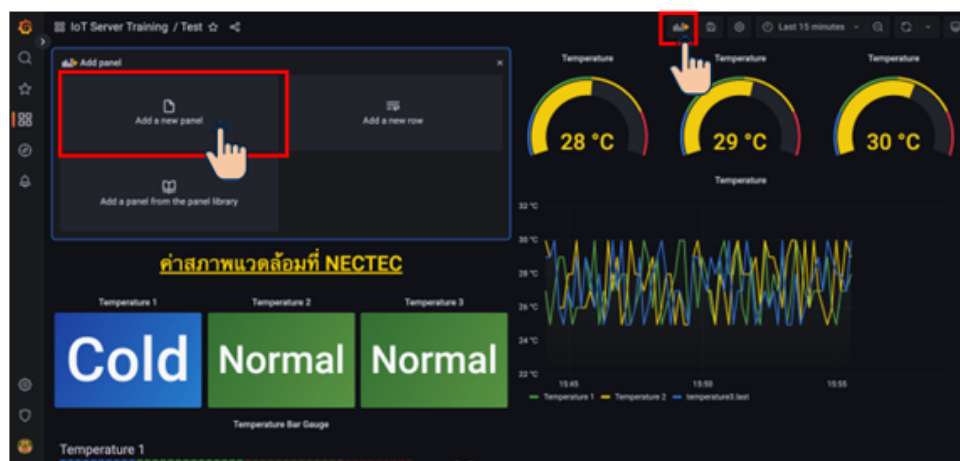 IoT Server Training / Test
Last 15 minutes
Add panel
Add a new panel
Add a new row
Add a panel from the panel library
Temperature
Temperature
Temperature
28 °C
29 °C
30 °C
ค่าสภาพแวดล้อมที่ NECTEC
Temperature 1
Temperature 2
Temperature 3
Cold
Normal
Normal
Temperature
32 °C
30 °C
28 °C
26 °C
24 °C
22 °C
15:45
15:50
15:55
Temperature 1
Temperature 2
temperature3.last
Temperature Bar Gauge
Temperature 1